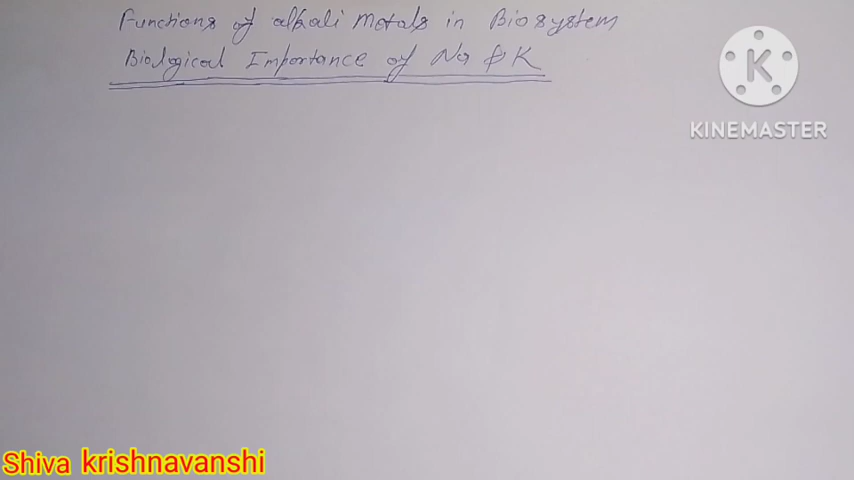 Functions of alkali Metals in Biosystem
Biological Importance of Na & K
K
KINEMASTER
Shiva krishnavanshi